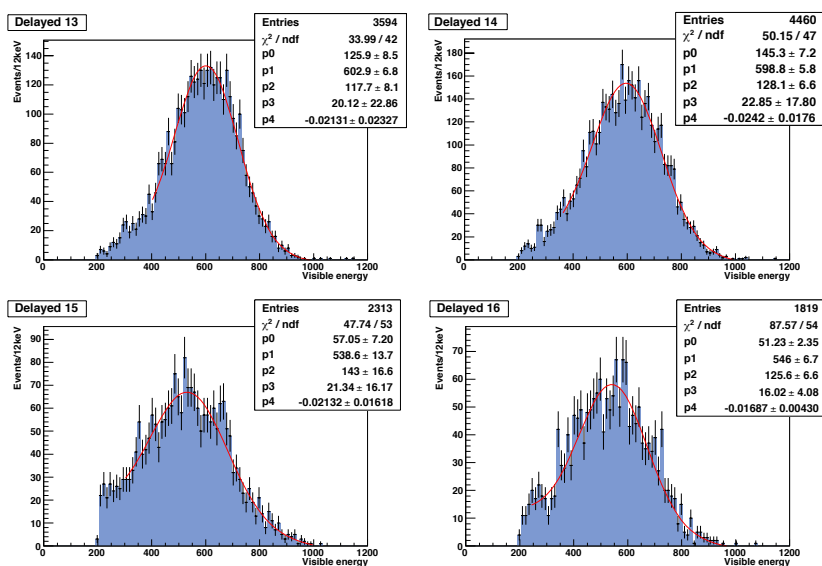 Delayed 13
Entries 3594
χ² / ndf 33.99 / 42
p0 125.9 ± 8.5
p1 602.9 ± 6.8
p2 117.7 ± 8.1
p3 20.12 ± 22.86
p4 -0.02131 ± 0.02327
Events/12keV
140
120
100
80
60
40
20
0
0 200 400 600 800 1000 1200
Visible energy
Delayed 14
Entries 4460
χ² / ndf 50.15 / 47
p0 145.3 ± 7.2
p1 598.8 ± 5.8
p2 128.1 ± 6.6
p3 22.85 ± 17.80
p4 -0.0242 ± 0.0176
Events/12keV
180
160
140
120
100
80
60
40
20
0
0 200 400 600 800 1000 1200
Visible energy
Delayed 15
Entries 2313
χ² / ndf 47.74 / 53
p0 57.05 ± 7.20
p1 538.6 ± 13.7
p2 143 ± 16.6
p3 21.34 ± 16.17
p4 -0.02132 ± 0.01618
Events/12keV
90
80
70
60
50
40
30
20
10
0
0 200 400 600 800 1000 1200
Visible energy
Delayed 16
Entries 1819
χ² / ndf 87.57 / 54
p0 51.23 ± 2.35
p1 546 ± 6.7
p2 125.6 ± 6.6
p3 16.02 ± 4.08
p4 -0.01687 ± 0.00430
Events/12keV
70
60
50
40
30
20
10
0
0 200 400 600 800 1000 1200
Visible energy